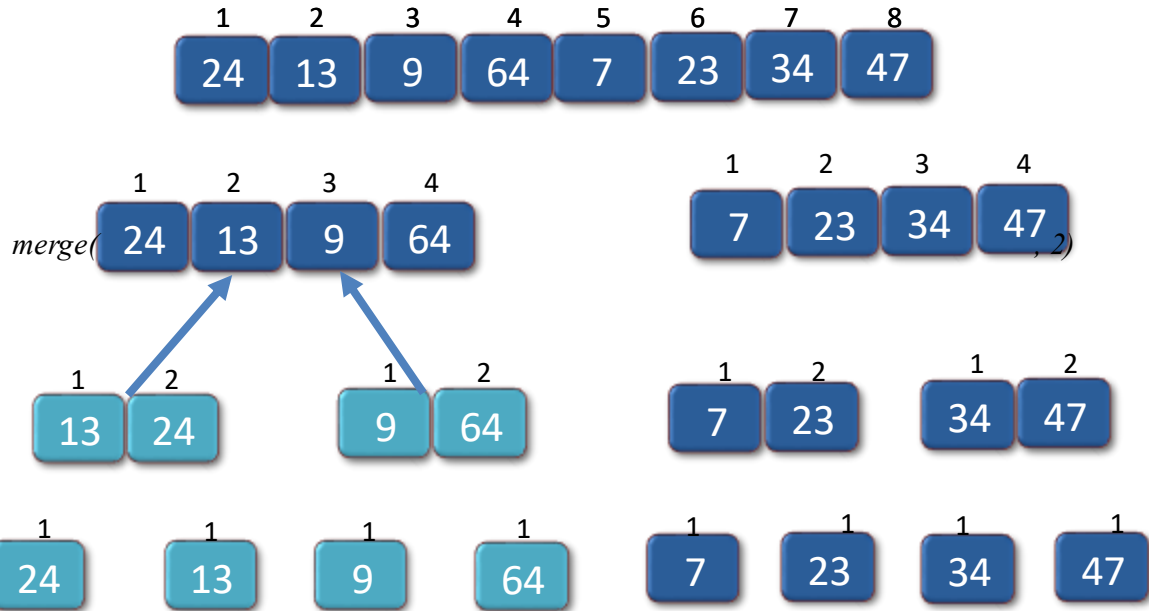 1 2 3 4 5 6 7 8
24 13 9 64 7 23 34 47
1 2 3 4
merge( 24 13 9 64
1 2 3 4
7 23 34 47 , 2)
1 2
13 24
1 2
9 64
1 2
7 23
1 2
34 47
1 1 1 1 1 1 1 1
24 13 9 64 7 23 34 47